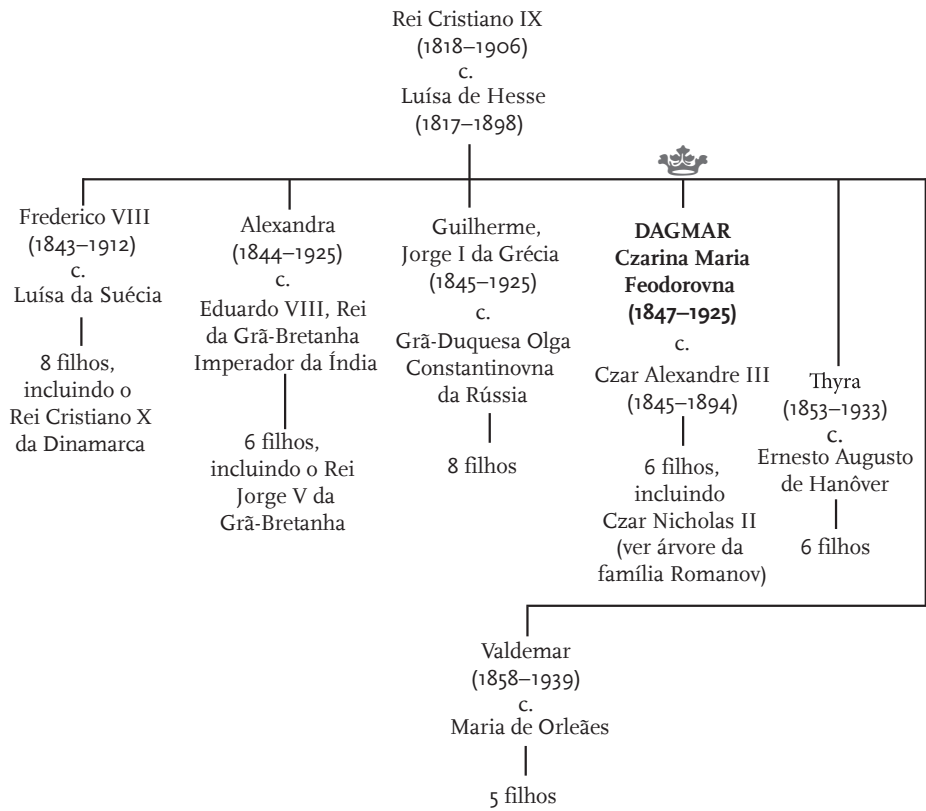 Rei Cristiano IX
(1818–1906)
c.
Luísa de Hesse
(1817–1898)
Frederico VIII
(1843–1912)
c.
Luísa da Suécia
8 filhos,
incluindo o
Rei Cristiano X
da Dinamarca
Alexandra
(1844–1925)
c.
Eduardo VIII, Rei
da Grã-Bretanha
Imperador da Índia
6 filhos,
incluindo o Rei
Jorge V da
Grã-Bretanha
Guilherme,
Jorge I da Grécia
(1845–1925)
c.
Grã-Duquesa Olga
Constantinovna
da Rússia
8 filhos
DAGMAR
Czarina Maria
Feodorovna
(1847–1925)
c.
Czar Alexandre III
(1845–1894)
6 filhos,
incluindo
Czar Nicholas II
(ver árvore da
família Romanov)
Thyra
(1853–1933)
c.
Ernesto Augusto
de Hanôver
6 filhos
Valdemar
(1858–1939)
c.
Maria de Orleães
5 filhos